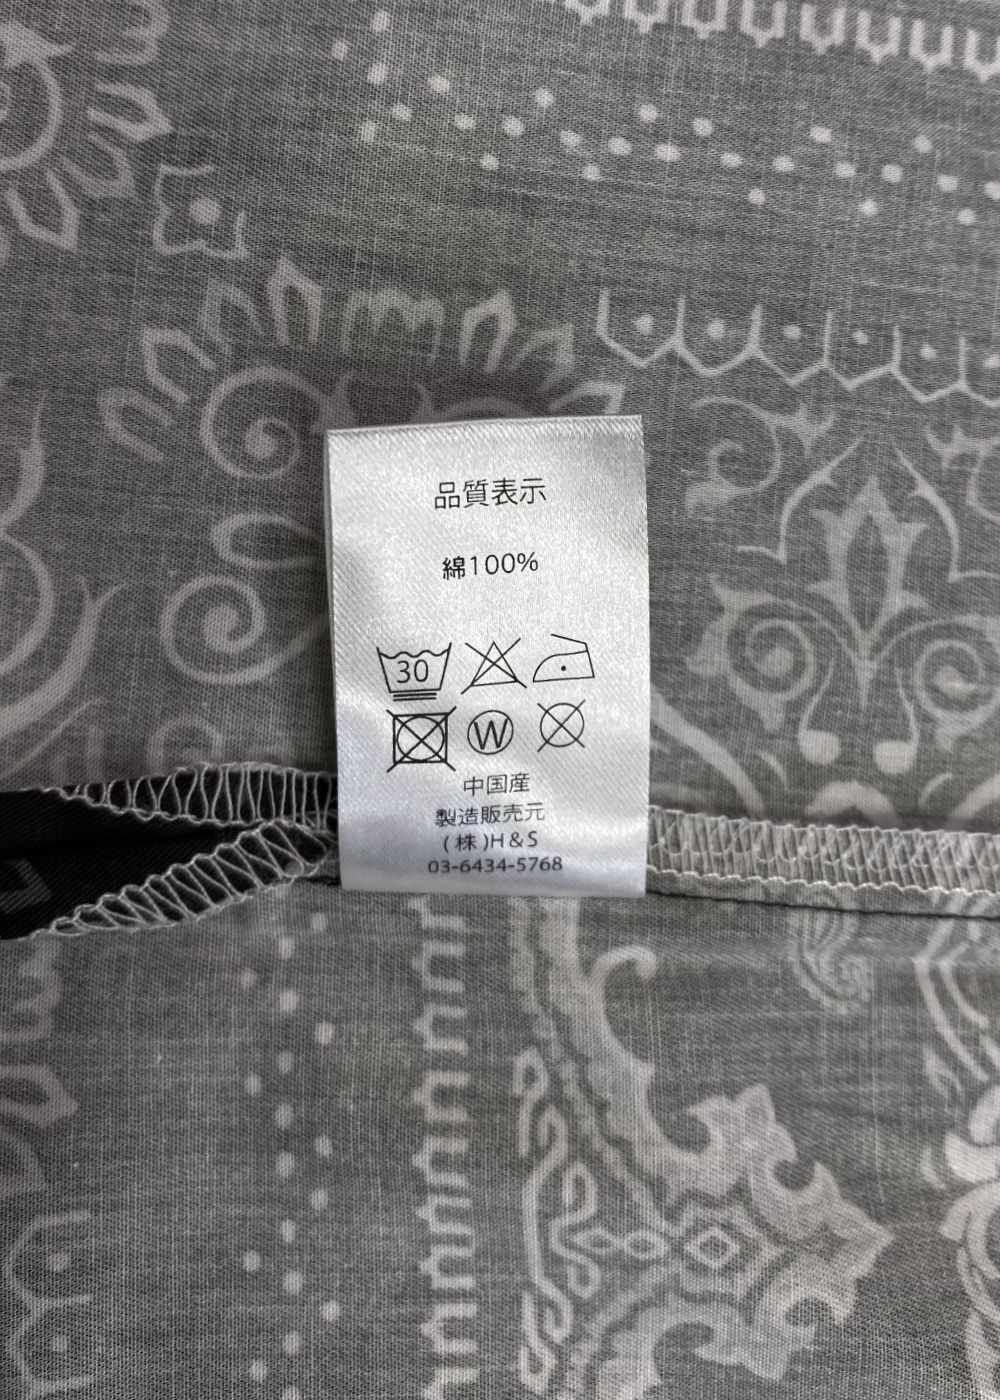 品質表示
綿100%
30
W
中国産
製造販売元
(株)H&S
03-6434-5768